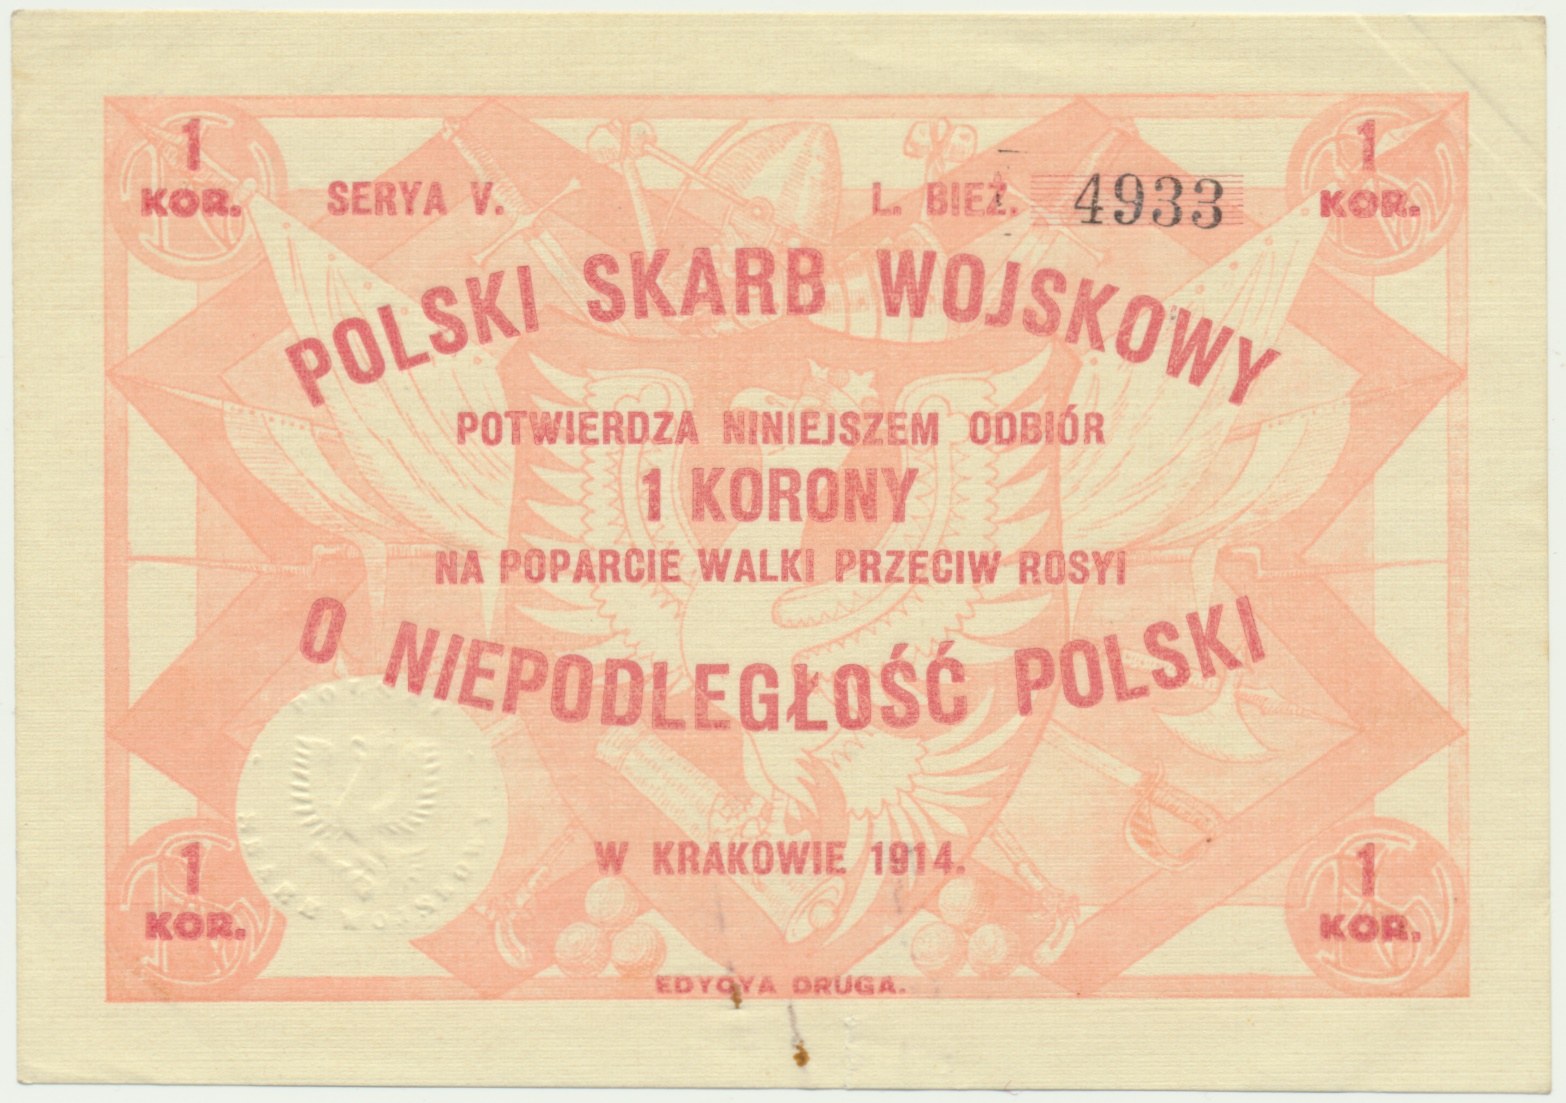 1 KOR.
1 KOR.
SERYA V.
L. BIEŻ. 4933
POLSKI SKARB WOJSKOWY
POTWIERDZA NINIEJSZEM ODBIÓR
1 KORONY
NA POPARCIE WALKI PRZECIW ROSYI
O NIEPODLEGŁOŚĆ POLSKI
W KRAKOWIE 1914.
1 KOR.
1 KOR.
EDYCYA DRUGA.